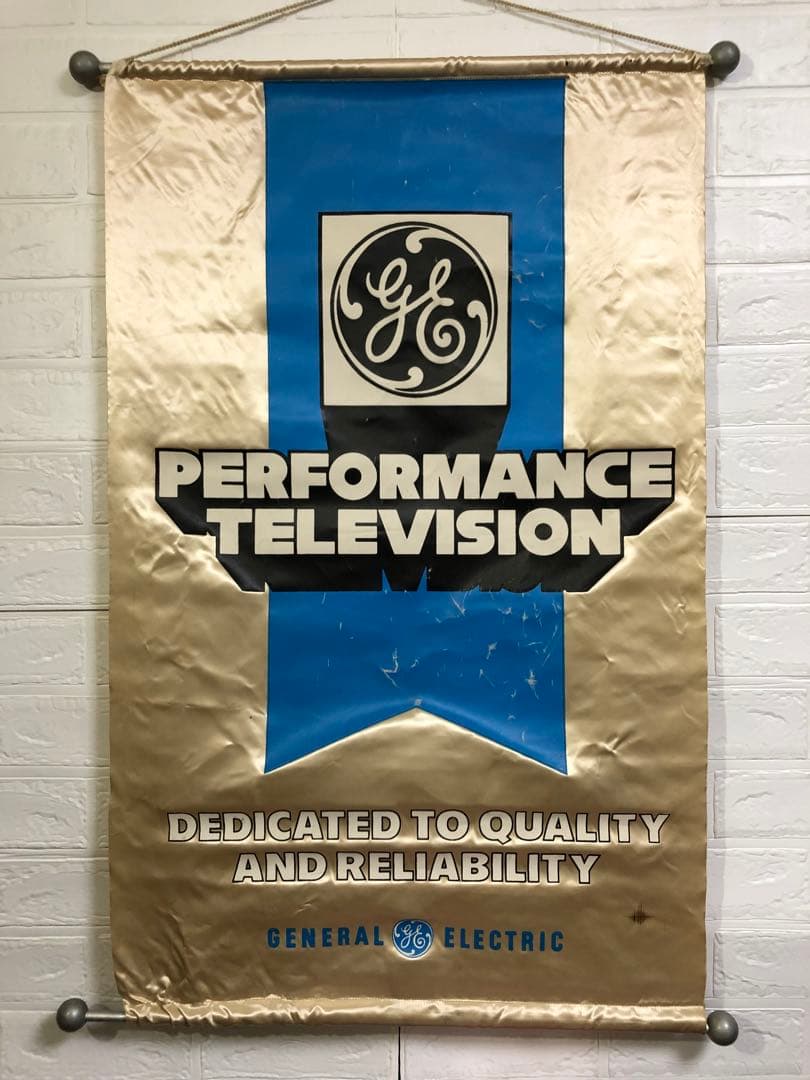 GE
PERFORMANCE
TELEVISION
DEDICATED TO QUALITY
AND RELIABILITY
GENERAL GE ELECTRIC